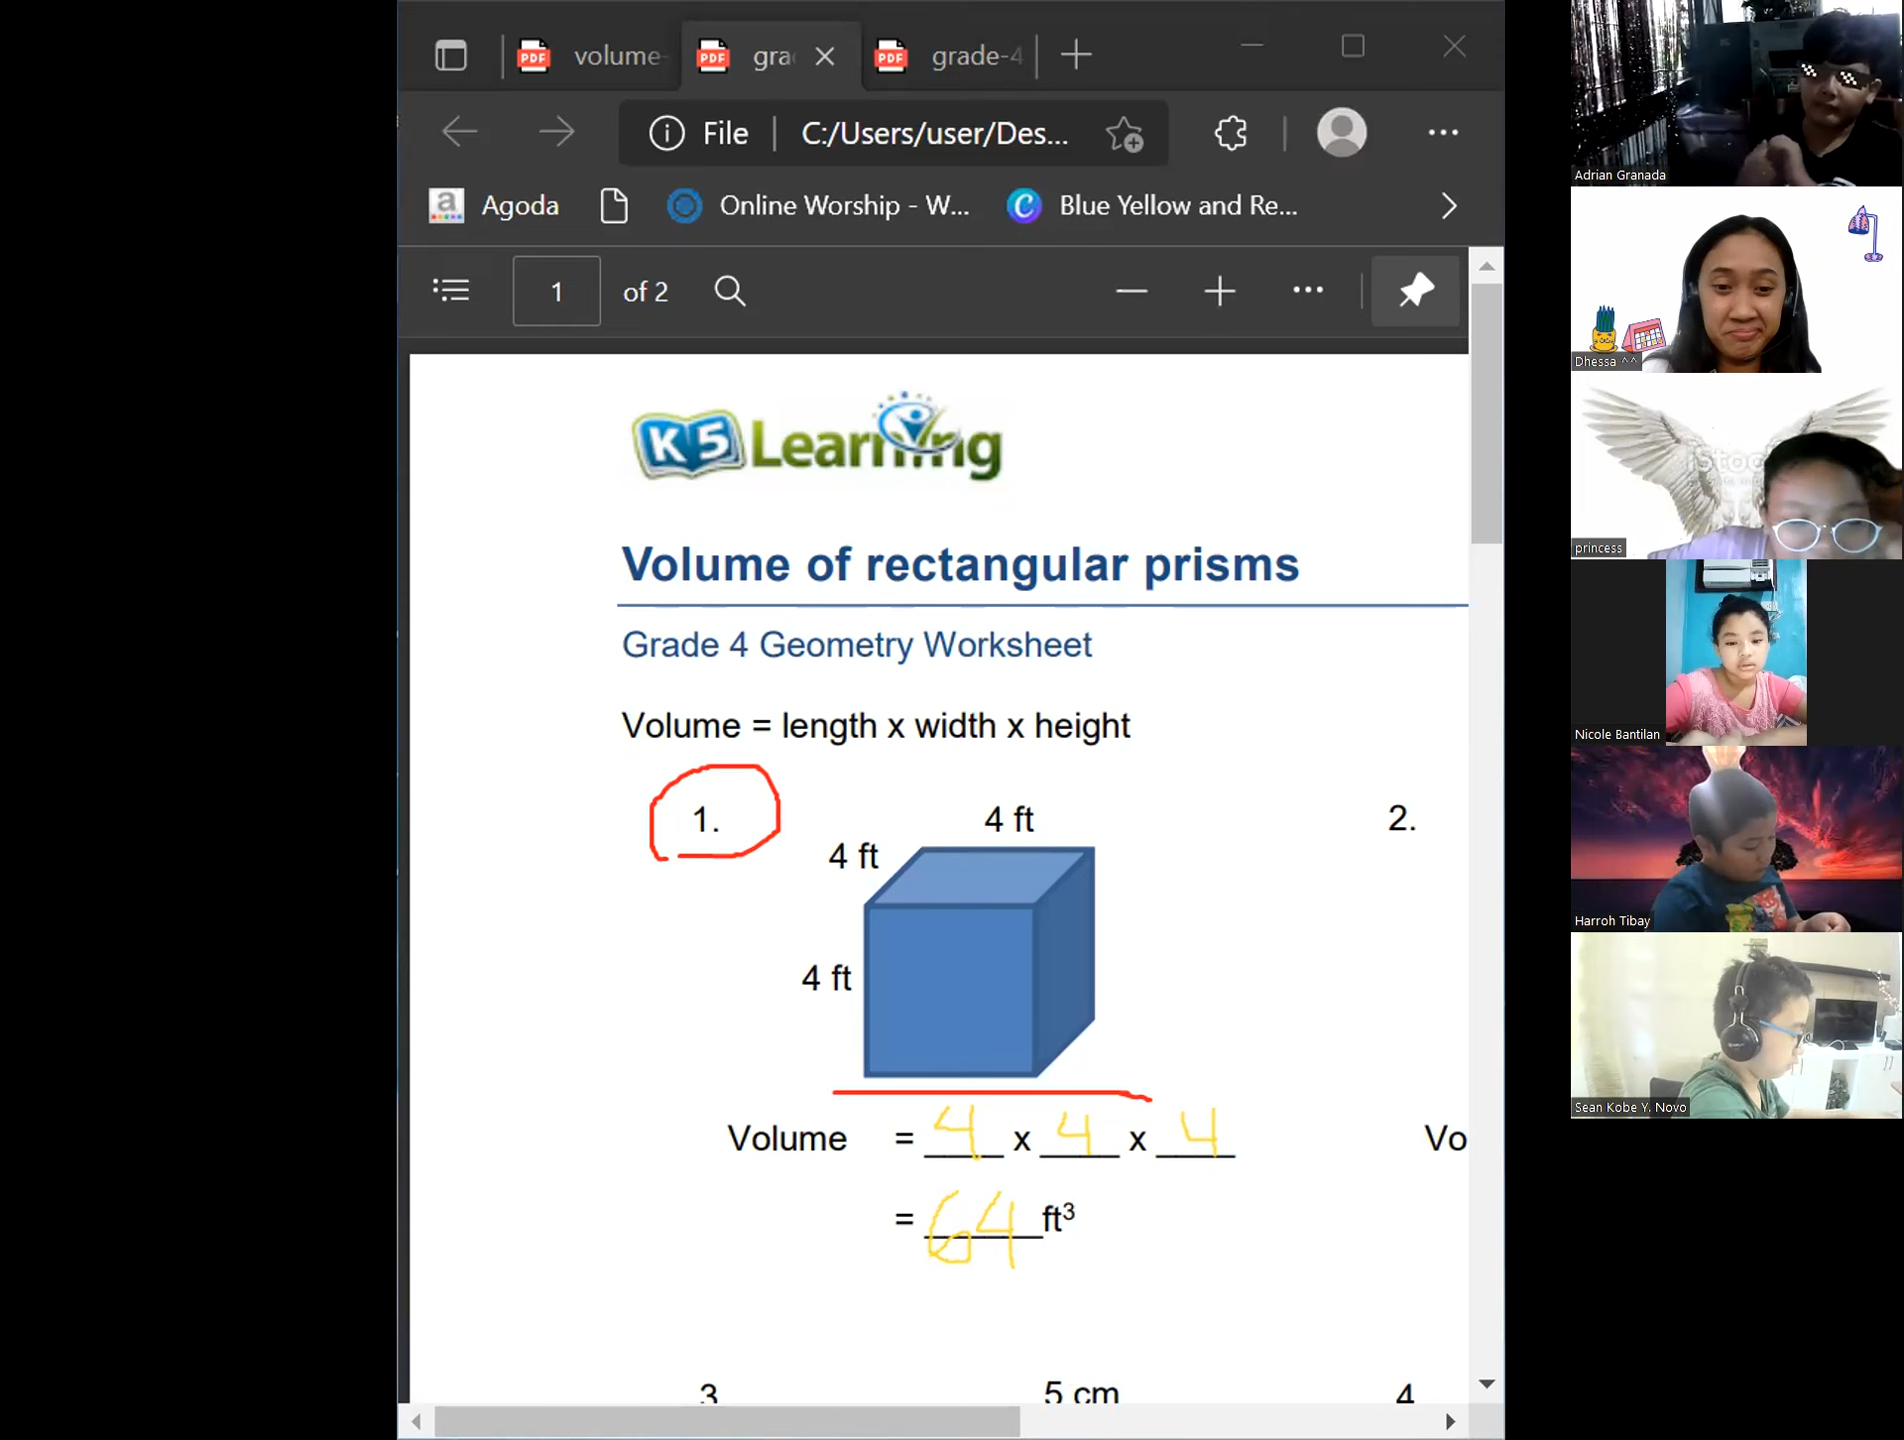 volume-
gra
grade-4
File
C:/Users/user/Des...
a Agoda
Online Worship - W...
C Blue Yellow and Re...
1 of 2
K5 Learning
Volume of rectangular prisms
Grade 4 Geometry Worksheet
Volume = length x width x height
1.
4 ft
2.
4 ft
4 ft
Volume = 4 x 4 x 4
Vo
= 64 ft³
3
5 cm
4
Adrian Granada
Dhessa ^^
iStoc
princess
Nicole Bantilan
Harroh Tibay
Sean Kobe Y. Novo